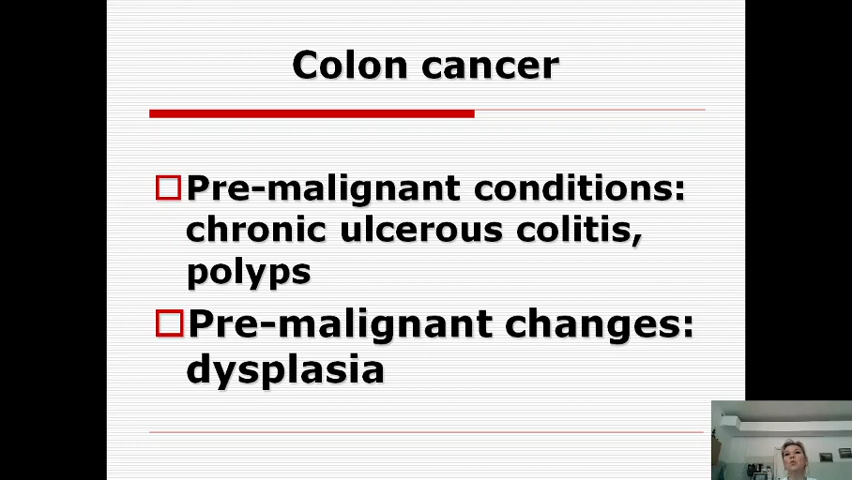 Colon cancer
Pre-malignant conditions:
chronic ulcerous colitis,
polyps
Pre-malignant changes:
dysplasia